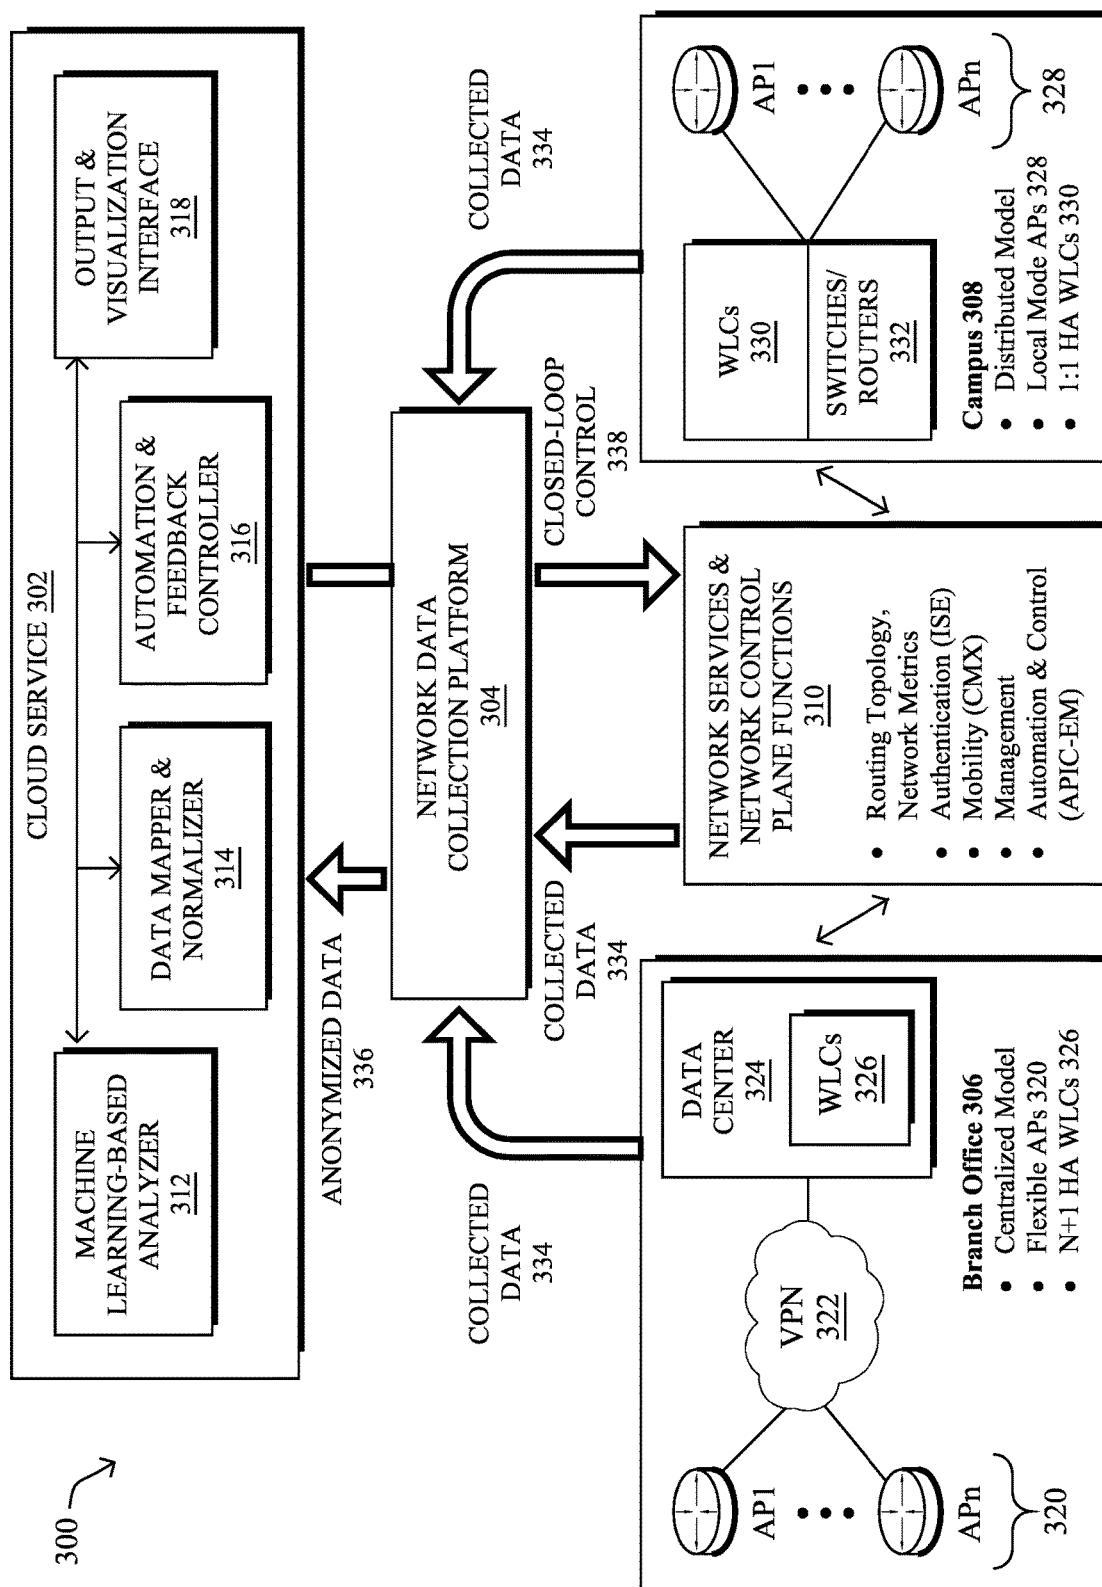 300
CLOUD SERVICE 302
MACHINE
LEARNING-BASED
ANALYZER
312
DATA MAPPER &
NORMALIZER
314
AUTOMATION &
FEEDBACK
CONTROLLER
316
OUTPUT &
VISUALIZATION
INTERFACE
318
ANONYMIZED DATA
336
COLLECTED
DATA
334
NETWORK DATA
COLLECTION PLATFORM
304
COLLECTED
DATA
334
COLLECTED
DATA
334
CLOSED-LOOP
CONTROL
338
AP1
APn
320
VPN
322
DATA
CENTER
324
WLCs
326
Branch Office 306
• Centralized Model
• Flexible APs 320
• N+1 HA WLCs 326
NETWORK SERVICES &
NETWORK CONTROL
PLANE FUNCTIONS
310
• Routing Topology,
Network Metrics
• Authentication (ISE)
• Mobility (CMX)
• Management
• Automation & Control
(APIC-EM)
WLCs
330
SWITCHES/
ROUTERS
332
AP1
APn
328
Campus 308
• Distributed Model
• Local Mode APs 328
• 1:1 HA WLCs 330